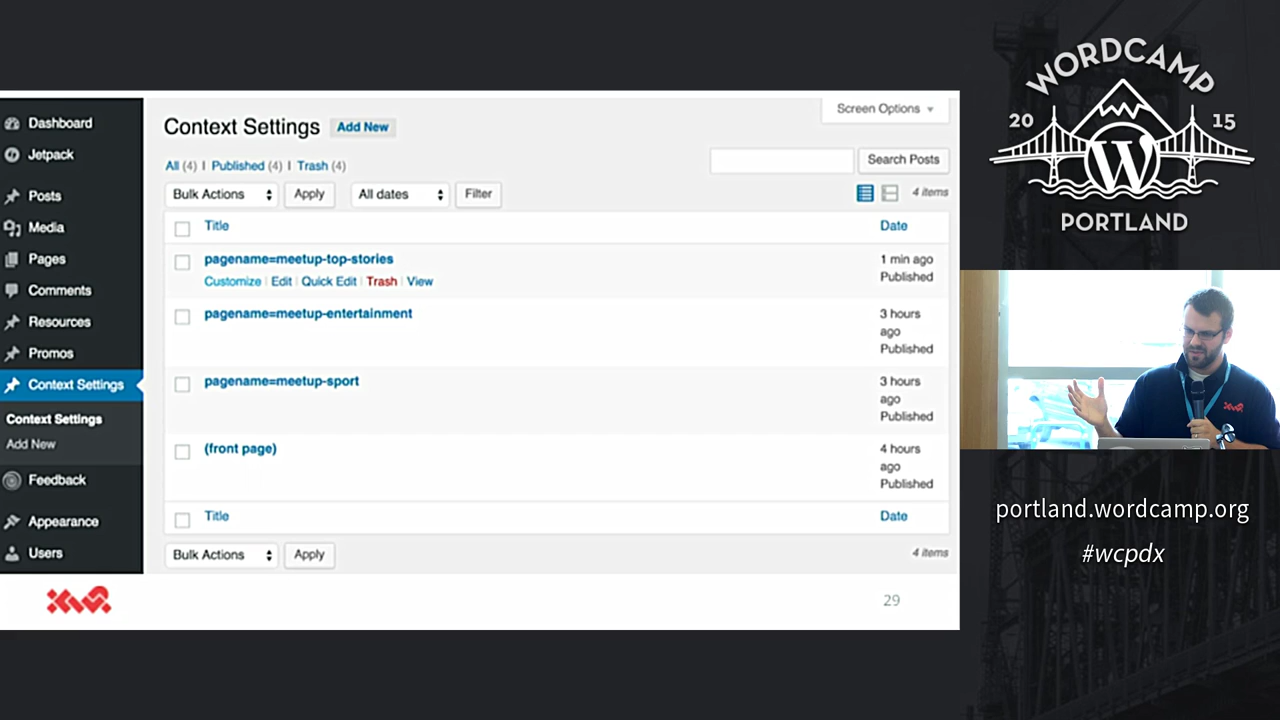 Dashboard
Jetpack
Posts
Media
Pages
Comments
Resources
Promos
Context Settings
Context Settings
Add New
Feedback
Appearance
Users
Context Settings Add New
Screen Options
All (4) | Published (4) | Trash (4)
Search Posts
Bulk Actions Apply All dates Filter
4 items
Title Date
pagename=meetup-top-stories
Customize | Edit | Quick Edit | Trash | View
1 min ago
Published
pagename=meetup-entertainment
3 hours
ago
Published
pagename=meetup-sport
3 hours
ago
Published
(front page)
4 hours
ago
Published
Title Date
Bulk Actions Apply
4 items
XWP
29
WORDCAMP
20 15
W
PORTLAND
XWP
portland.wordcamp.org
#wcpdx